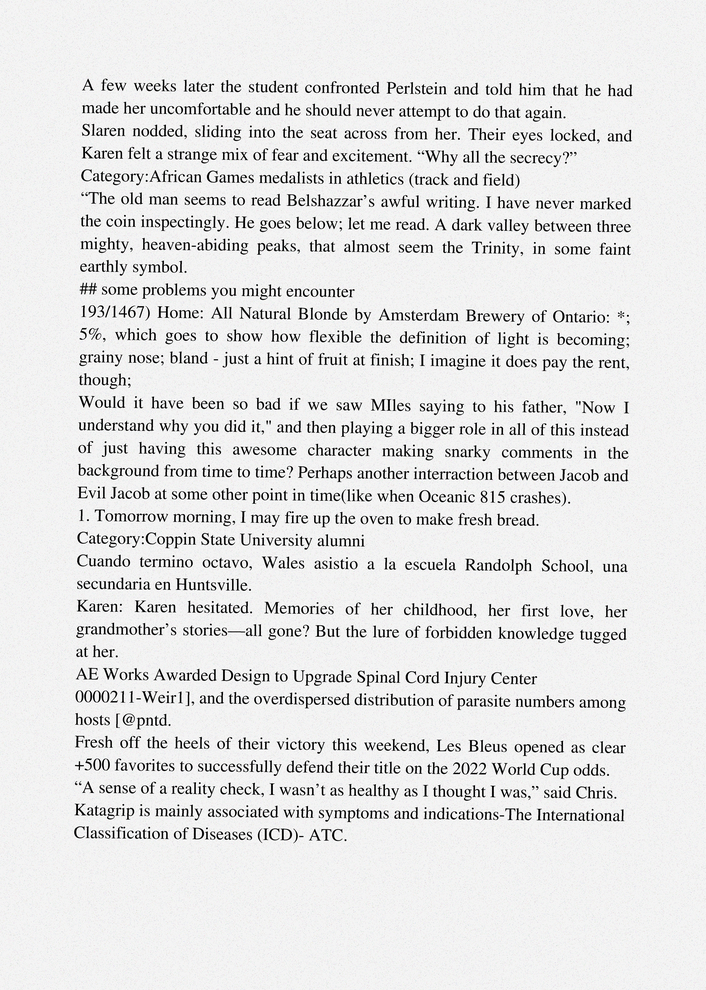 A few weeks later the student confronted Perlstein and told him that he had
made her uncomfortable and he should never attempt to do that again.
Slaren nodded, sliding into the seat across from her. Their eyes locked, and
Karen felt a strange mix of fear and excitement. “Why all the secrecy?”
Category:African Games medalists in athletics (track and field)
“The old man seems to read Belshazzar’s awful writing. I have never marked
the coin inspectingly. He goes below; let me read. A dark valley between three
mighty, heaven-abiding peaks, that almost seem the Trinity, in some faint
earthly symbol.
## some problems you might encounter
193/1467) Home: All Natural Blonde by Amsterdam Brewery of Ontario: *;
5%, which goes to show how flexible the definition of light is becoming;
grainy nose; bland - just a hint of fruit at finish; I imagine it does pay the rent,
though;
Would it have been so bad if we saw MIles saying to his father, "Now I
understand why you did it," and then playing a bigger role in all of this instead
of just having this awesome character making snarky comments in the
background from time to time? Perhaps another interraction between Jacob and
Evil Jacob at some other point in time(like when Oceanic 815 crashes).
1. Tomorrow morning, I may fire up the oven to make fresh bread.
Category:Coppin State University alumni
Cuando termino octavo, Wales asistio a la escuela Randolph School, una
secundaria en Huntsville.
Karen: Karen hesitated. Memories of her childhood, her first love, her
grandmother’s stories—all gone? But the lure of forbidden knowledge tugged
at her.
AE Works Awarded Design to Upgrade Spinal Cord Injury Center
0000211-Weir1], and the overdispersed distribution of parasite numbers among
hosts [@pntd.
Fresh off the heels of their victory this weekend, Les Bleus opened as clear
+500 favorites to successfully defend their title on the 2022 World Cup odds.
“A sense of a reality check, I wasn’t as healthy as I thought I was,” said Chris.
Katagrip is mainly associated with symptoms and indications-The International
Classification of Diseases (ICD)- ATC.